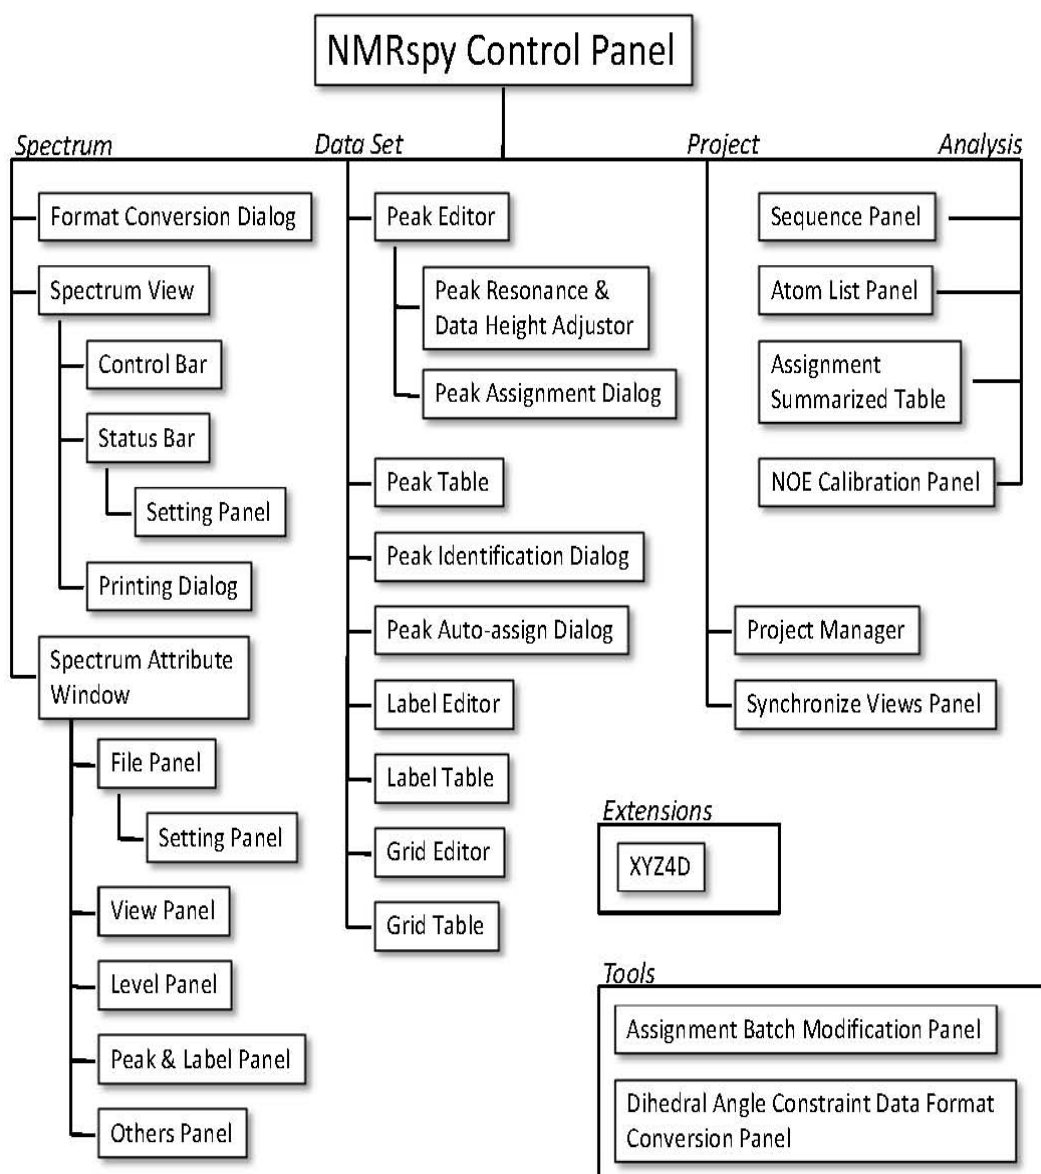 NMRspy Control Panel
Spectrum
Format Conversion Dialog
Spectrum View
Control Bar
Status Bar
Setting Panel
Printing Dialog
Spectrum Attribute
Window
File Panel
Setting Panel
View Panel
Level Panel
Peak & Label Panel
Others Panel
Data Set
Peak Editor
Peak Resonance &
Data Height Adjustor
Peak Assignment Dialog
Peak Table
Peak Identification Dialog
Peak Auto-assign Dialog
Label Editor
Label Table
Grid Editor
Grid Table
Project
Project Manager
Synchronize Views Panel
Analysis
Sequence Panel
Atom List Panel
Assignment
Summarized Table
NOE Calibration Panel
Extensions
XYZ4D
Tools
Assignment Batch Modification Panel
Dihedral Angle Constraint Data Format
Conversion Panel